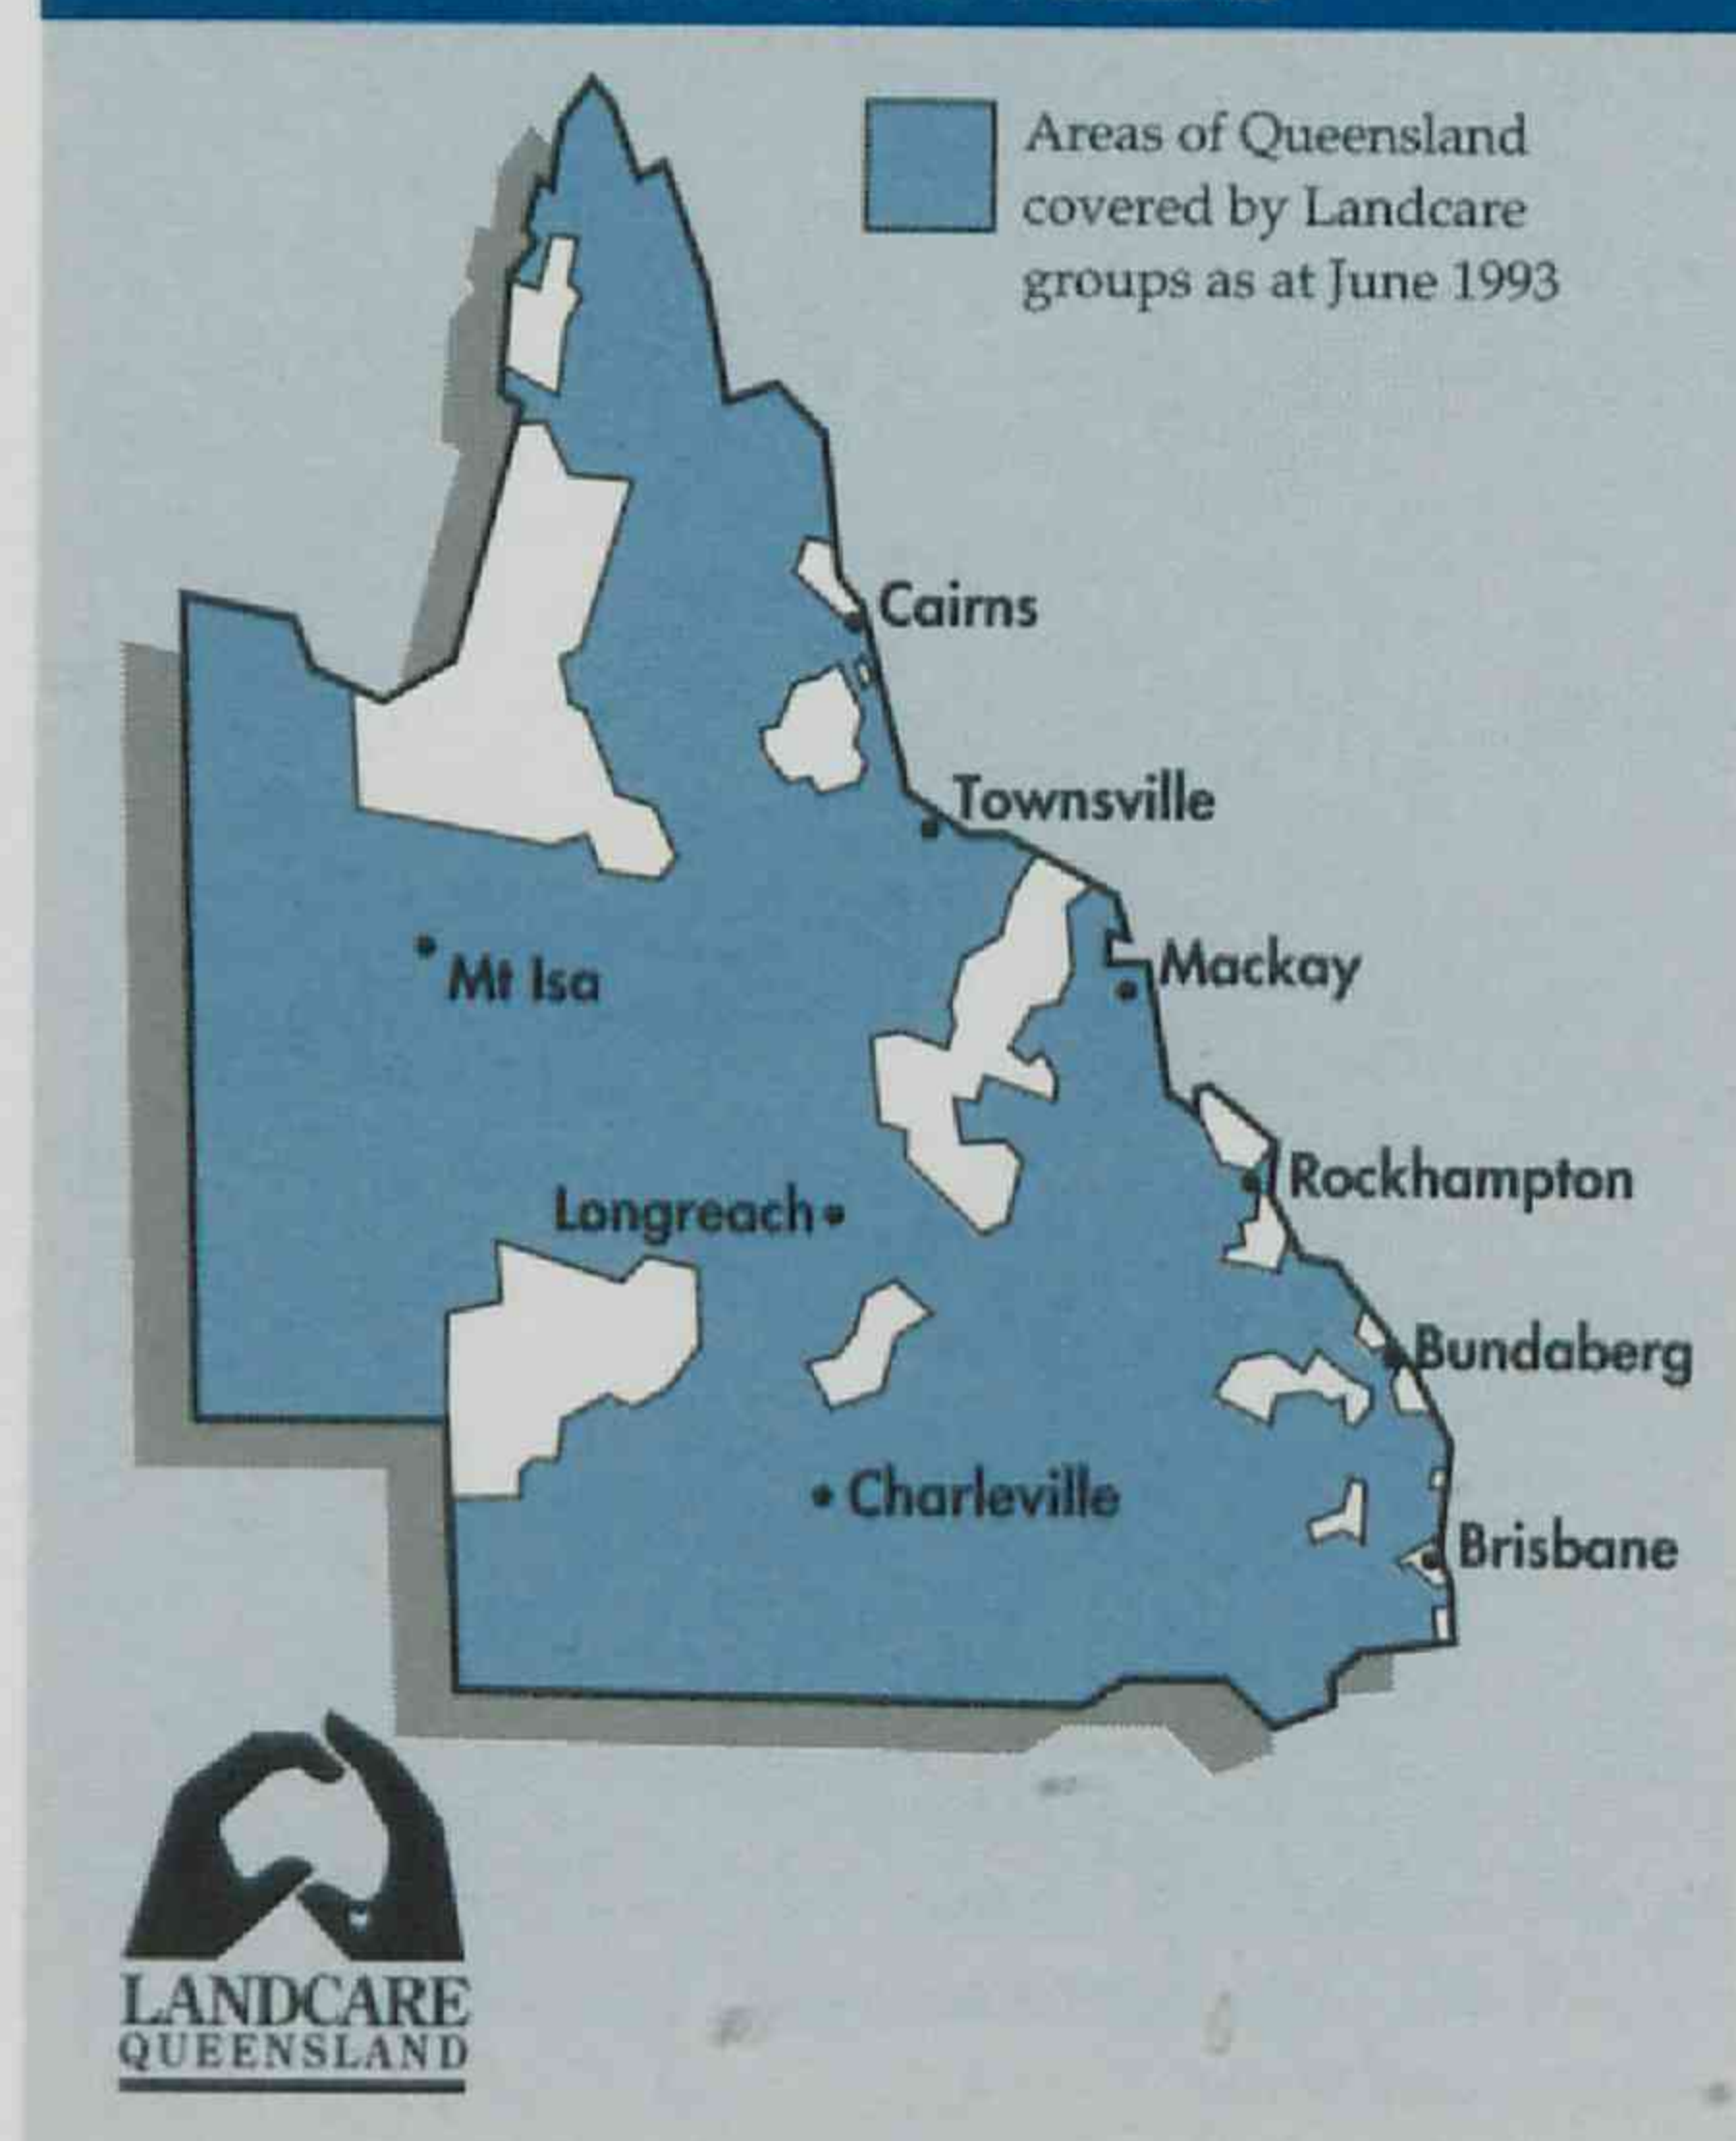 Areas of Queensland
covered by Landcare
groups as at June 1993
Cairns
Townsville
Mt Isa
Mackay
Longreach
Rockhampton
Bundaberg
Charleville
Brisbane
LANDCARE
QUEENSLAND